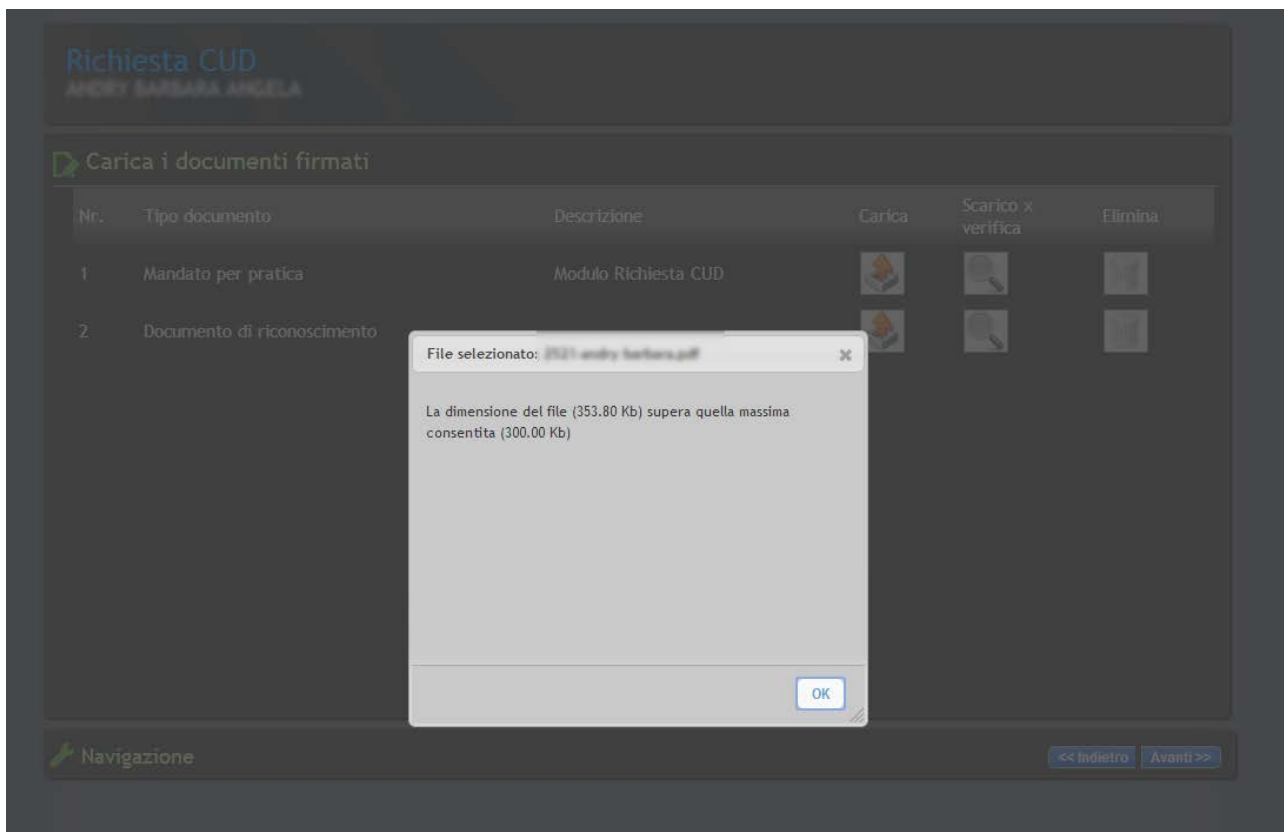 Richiesta CUD
Carica i documenti firmati
Nr. Tipo documento Descrizione Carica Scarico x verifica Elimina
1 Mandato per pratica Modulo Richiesta CUD
2 Documento di riconoscimento
File selezionato:
La dimensione del file (353.80 Kb) supera quella massima
consentita (300.00 Kb)
OK
Navigazione
<< Indietro Avanti >>